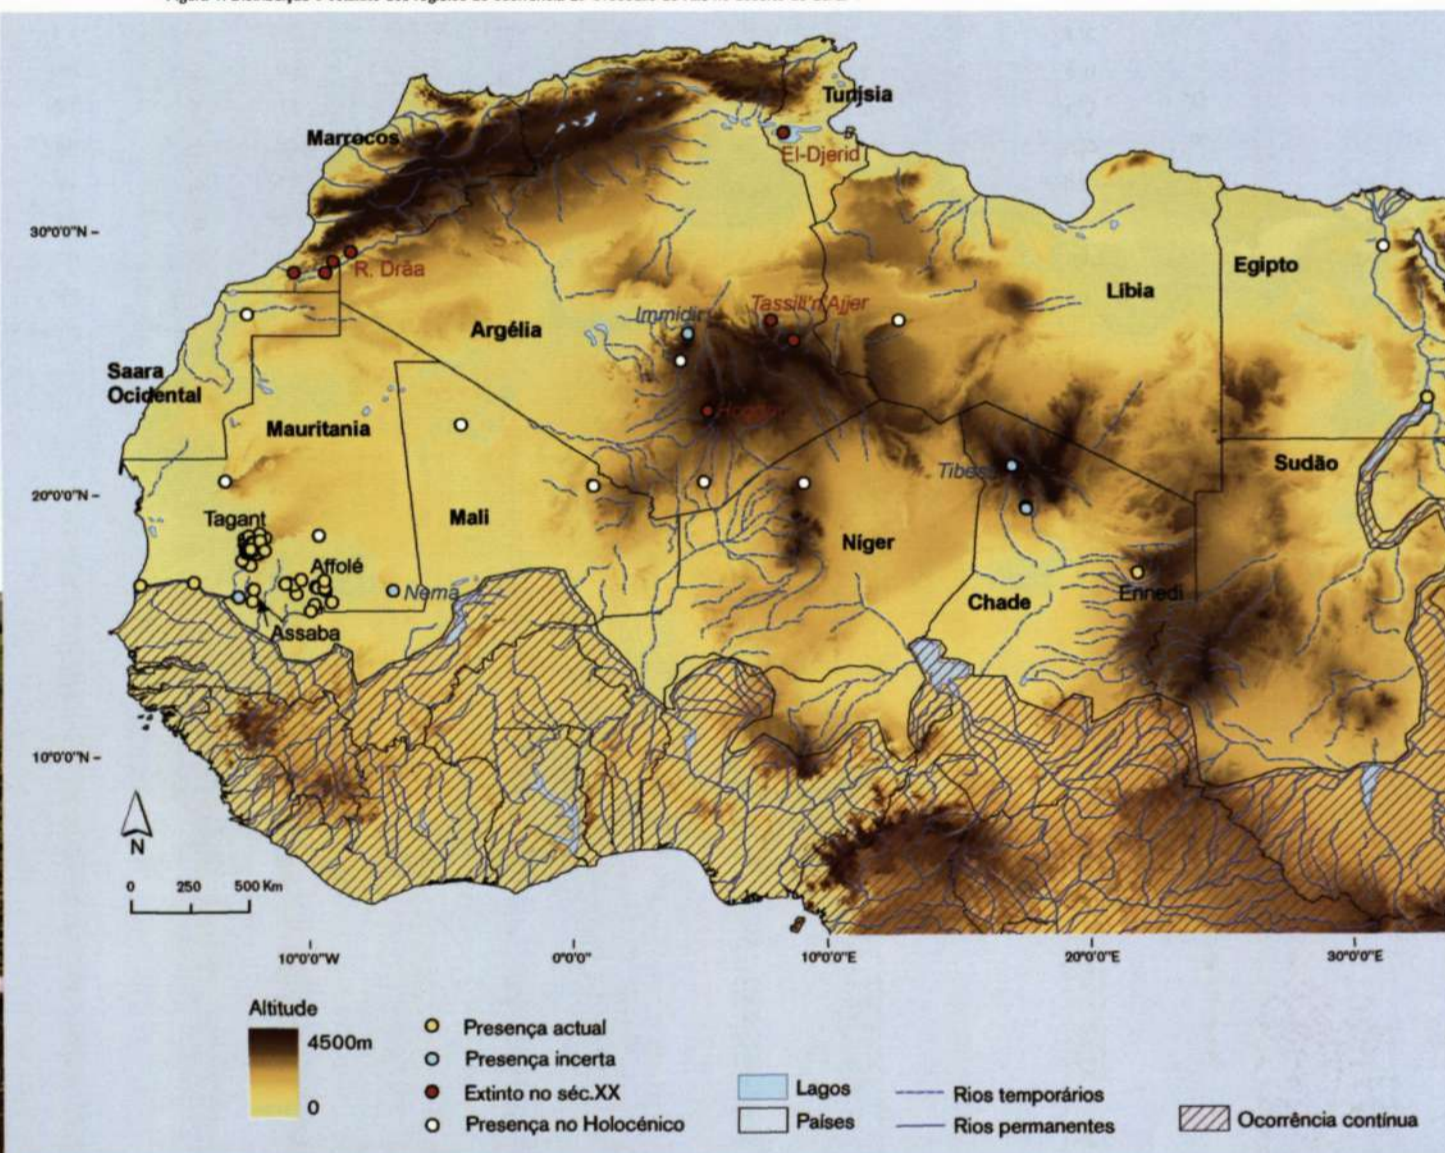 Tunísia
Marrocos
El-Djerid
30°0'0"N
R. Drâa
Egipto
Líbia
Immidir
Tassili'n'Ajjer
Argélia
Saara
Ocidental
Mauritania
Hoggar
Tibesti
Sudão
20°0'0"N
Tagant
Mali
Níger
Affolé
Nema
Ennedi
Chade
Assaba
10°0'0"N
N
0 250 500 Km
10°0'0"W 0°0'0" 10°0'0"E 20°0'0"E 30°0'0"E
Altitude
4500m
0
Presença actual
Presença incerta
Extinto no séc.XX
Presença no Holocénico
Lagos
Países
Rios temporários
Rios permanentes
Ocorrência contínua